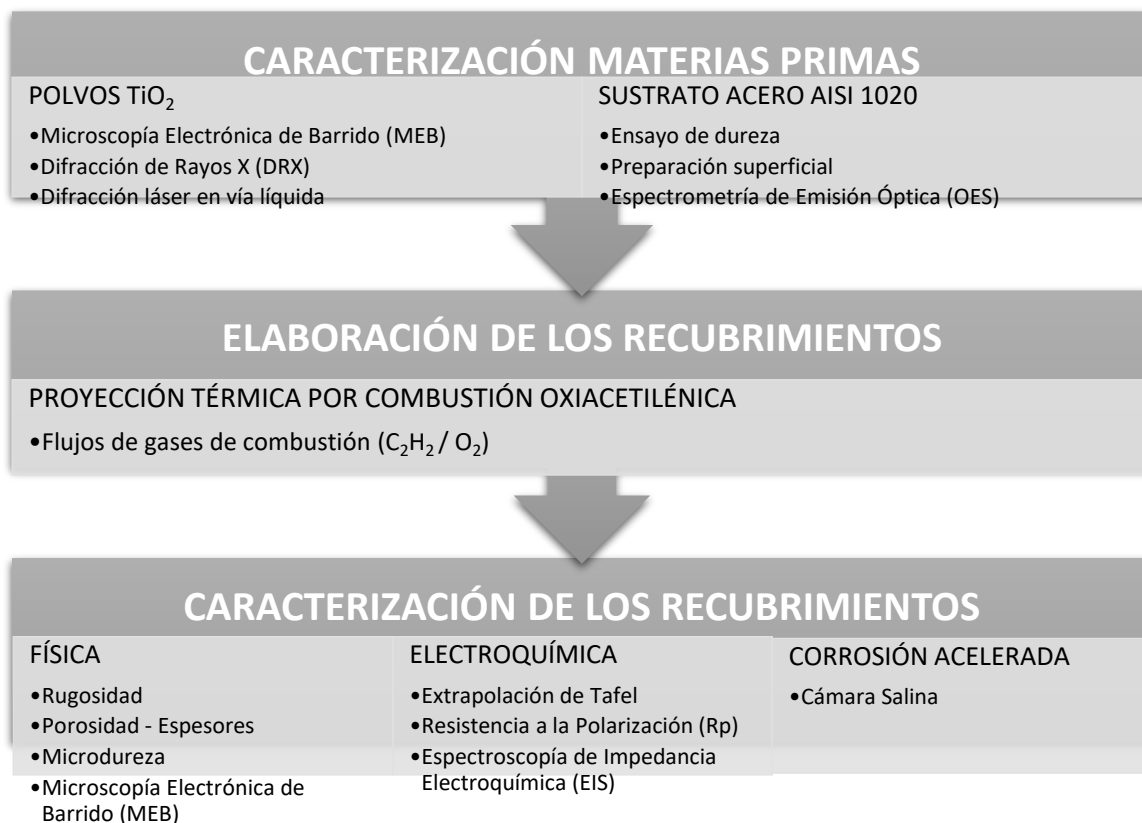 CARACTERIZACIÓN MATERIAS PRIMAS
POLVOS TiO₂
•Microscopía Electrónica de Barrido (MEB)
•Difracción de Rayos X (DRX)
•Difracción láser en vía líquida
SUSTRATO ACERO AISI 1020
•Ensayo de dureza
•Preparación superficial
•Espectrometría de Emisión Óptica (OES)
ELABORACIÓN DE LOS RECUBRIMIENTOS
PROYECCIÓN TÉRMICA POR COMBUSTIÓN OXIACETILÉNICA
•Flujos de gases de combustión (C₂H₂ / O₂)
CARACTERIZACIÓN DE LOS RECUBRIMIENTOS
FÍSICA
•Rugosidad
•Porosidad - Espesores
•Microdureza
•Microscopía Electrónica de
Barrido (MEB)
ELECTROQUÍMICA
•Extrapolación de Tafel
•Resistencia a la Polarización (Rp)
•Espectroscopía de Impedancia
Electroquímica (EIS)
CORROSIÓN ACELERADA
•Cámara Salina